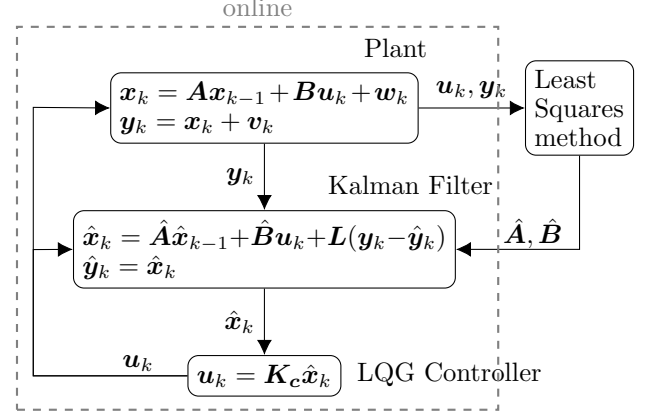 online
Plant
x_k = Ax_{k−1} + Bu_k + w_k
y_k = x_k + v_k
u_k, y_k
Least
Squares
method
y_k
Kalman Filter
x̂_k = Âx̂_{k−1}+B̂u_k+L(y_k−ŷ_k)
ŷ_k = x̂_k
Â, B̂
x̂_k
u_k
u_k = K_c x̂_k
LQG Controller